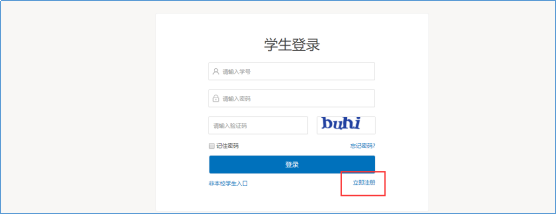 学生登录
请输入学号
请输入密码
请输入验证码
buhi
记住密码
忘记密码?
登录
非本校学生入口
立即注册